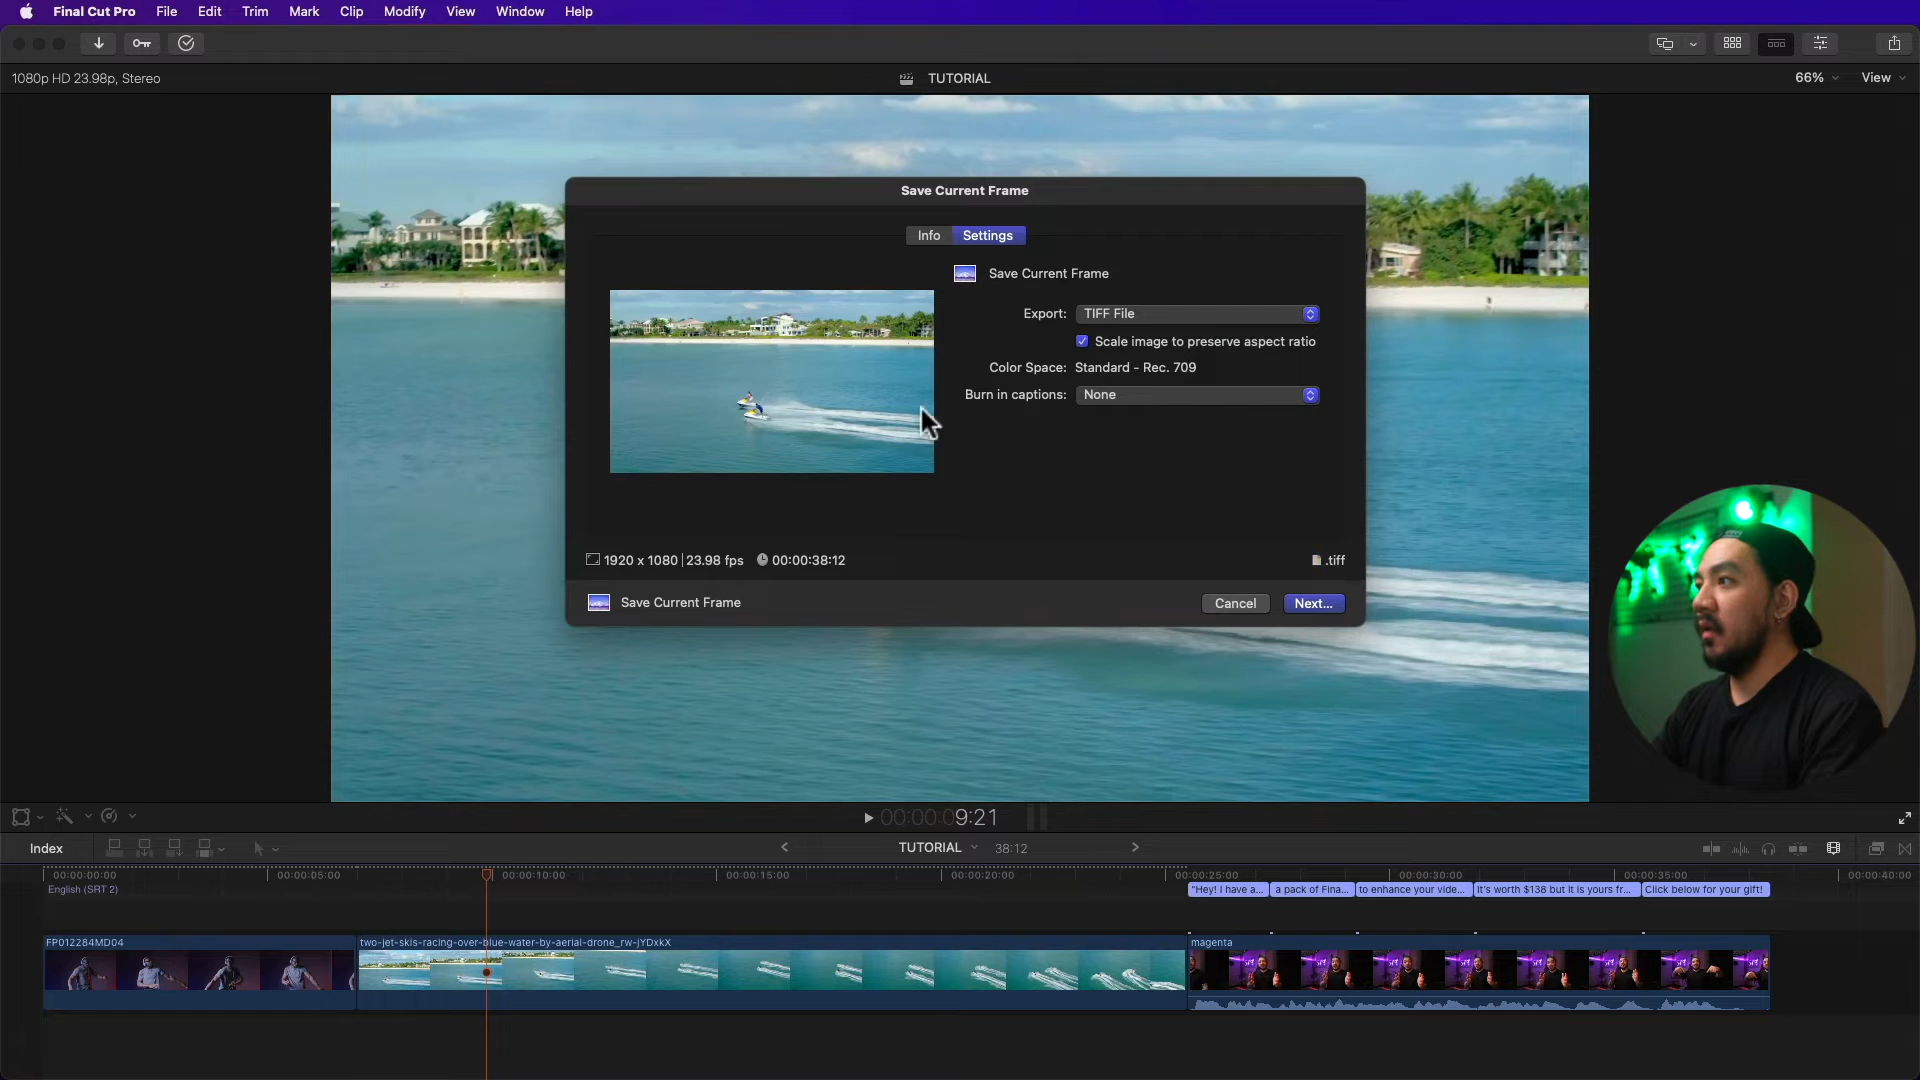 Final Cut Pro File Edit Trim Mark Clip Modify View Window Help
1080p HD 23.98p, Stereo
TUTORIAL
66%
View
Save Current Frame
Info
Settings
Save Current Frame
Export: TIFF File
Scale image to preserve aspect ratio
Color Space: Standard - Rec. 709
Burn in captions: None
1920 x 1080 | 23.98 fps
00:00:38:12
.tiff
Save Current Frame
Cancel
Next...
00:00:09:21
Index
TUTORIAL
38:12
00:00:00:00
00:00:05:00
00:00:10:00
00:00:15:00
00:00:20:00
00:00:25:00
00:00:30:00
00:00:35:00
00:00:40:00
English (SRT 2)
"Hey! I have a...
a pack of Fina...
to enhance your vide...
It's worth $138 but it is yours fr...
Click below for your gift!
FP012284MD04
two-jet-skis-racing-over-blue-water-by-aerial-drone_rw-jYDxkX
magenta